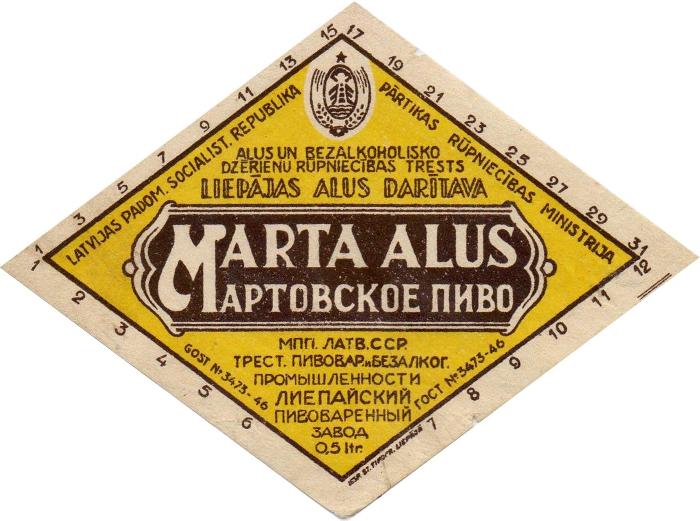 1 3 5 7 9 11 13 15 17 19 21 23 25 27 29 31
LATVIJAS PADOM. SOCIALIST. REPUBLIKA
PĀRTIKAS RŪPNIECĪBAS MINISTRIJA
ALUS UN BEZALKOHOLISKO
DZĒRIENU RŪPNIECĪBAS TRESTS
LIEPĀJAS ALUS DARĪTAVA
MARTA ALUS
МАРТОВСКОЕ ПИВО
МПП. ЛАТВ. ССР.
ТРЕСТ. ПИВОВАР. и БЕЗАЛКОГ.
ПРОМЫШЛЕННОСТИ
ЛИЕПАЙСКИЙ
ПИВОВАРЕННЫЙ
ЗАВОД
0,5 ltr.
GOST № 3473-46
ГОСТ № 3473-46
1 2 3 4 5 6 7 8 9 10 11 12